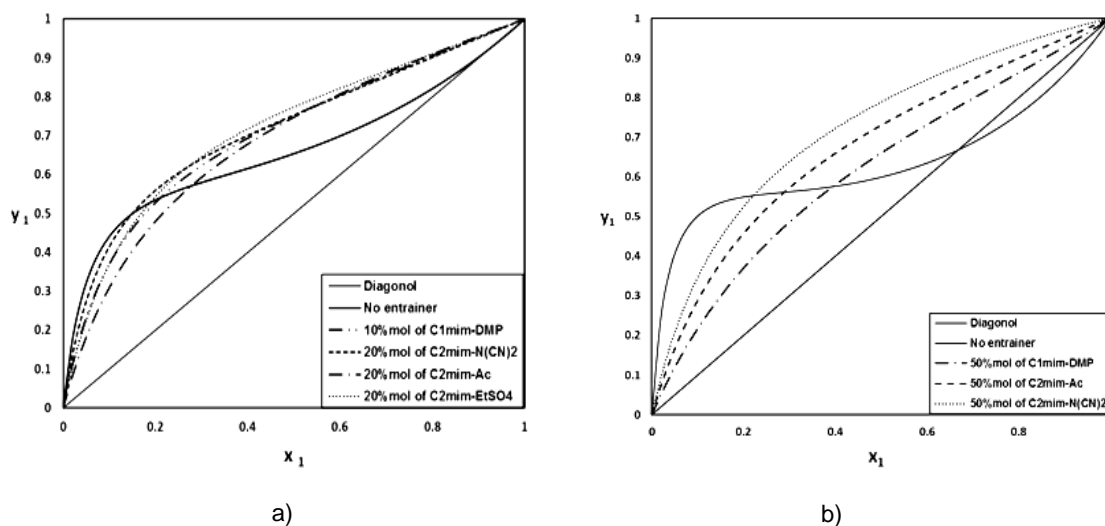 1
0.9
0.8
0.7
0.6
y1
0.5
0.4
0.3
0.2
0.1
0
0 0.2 0.4 0.6 0.8 1
x 1
Diagonol
No entrainer
10%mol of C1mim-DMP
20%mol of C2mim-N(CN)2
20%mol of C2mim-Ac
20%mol of C2mim-EtSO4
a)
1
0.9
0.8
0.7
0.6
y1
0.5
0.4
0.3
0.2
0.1
0
0 0.2 0.4 0.6 0.8
x1
Diagonol
No entrainer
50%mol of C1mim-DMP
50%mol of C2mim-Ac
50%mol of C2mim-N(CN)2
b)